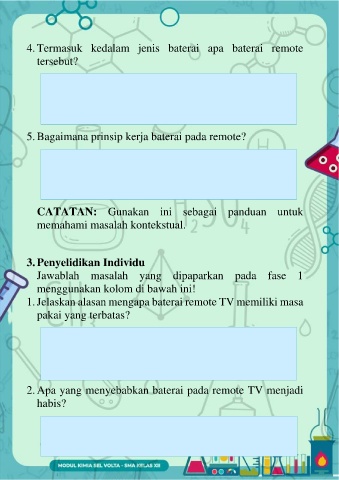 4. Termasuk kedalam jenis baterai apa baterai remote
tersebut?
5. Bagaimana prinsip kerja baterai pada remote?
CATATAN: Gunakan ini sebagai panduan untuk
memahami masalah kontekstual.
3. Penyelidikan Individu
Jawablah masalah yang dipaparkan pada fase 1
menggunakan kolom di bawah ini!
1. Jelaskan alasan mengapa baterai remote TV memiliki masa
pakai yang terbatas?
2. Apa yang menyebabkan baterai pada remote TV menjadi
habis?
MODUL KIMIA SEL VOLTA - SMA KELAS XII